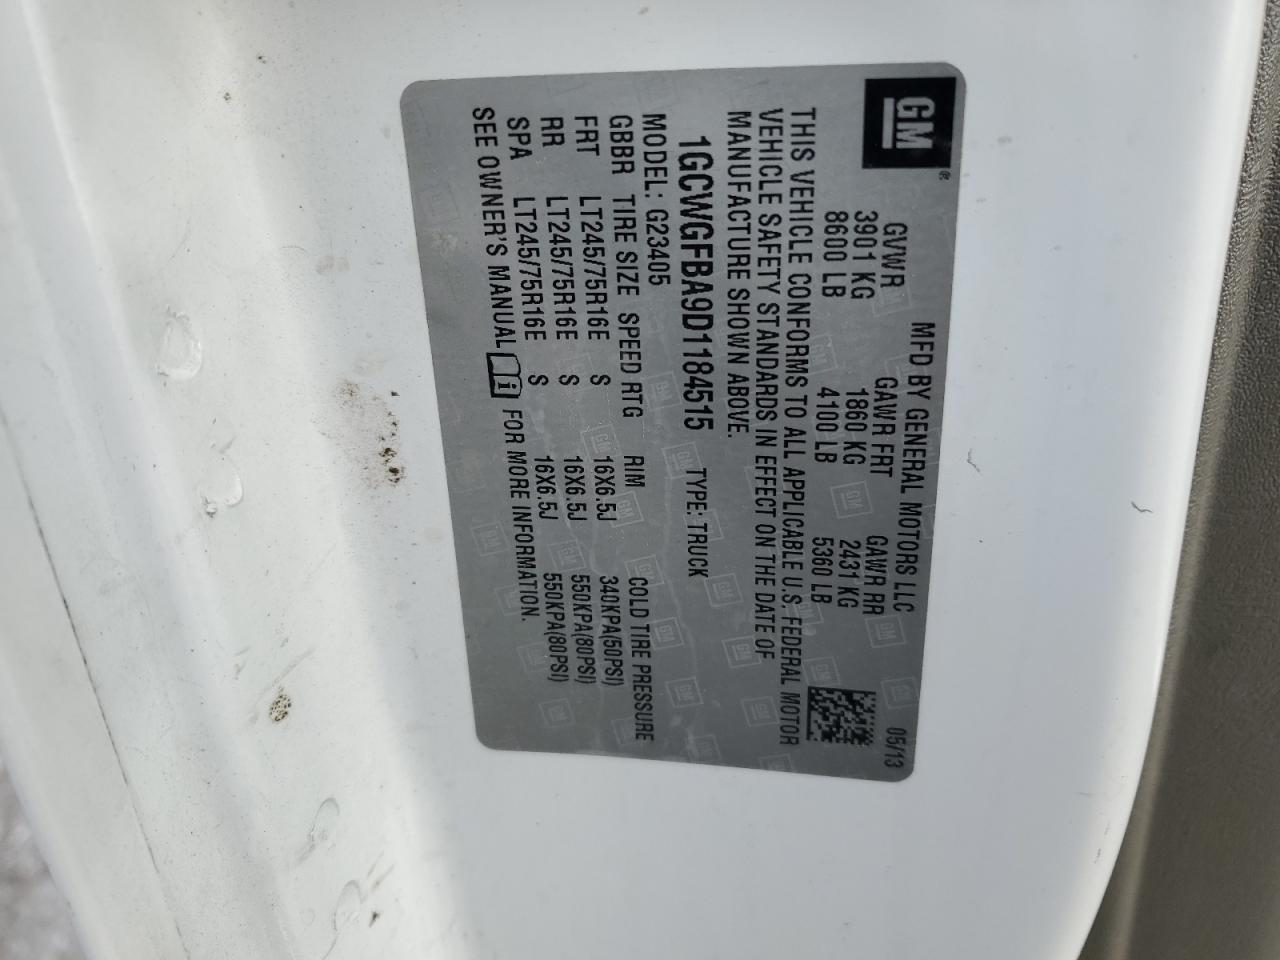 GM®
MFD BY GENERAL MOTORS LLC 05/13
GVWR GAWR FRT GAWR RR
3901 KG 1860 KG 2431 KG
8600 LB 4100 LB 5360 LB
THIS VEHICLE CONFORMS TO ALL APPLICABLE U.S. FEDERAL MOTOR
VEHICLE SAFETY STANDARDS IN EFFECT ON THE DATE OF
MANUFACTURE SHOWN ABOVE.
1GCWGFBA9D1184515 TYPE: TRUCK
MODEL: G23405
GBBR TIRE SIZE SPEED RTG RIM COLD TIRE PRESSURE
FRT LT245/75R16E S 16X6.5J 340KPA(50PSI)
RR LT245/75R16E S 16X6.5J 550KPA(80PSI)
SPA LT245/75R16E S 16X6.5J 550KPA(80PSI)
SEE OWNER'S MANUAL i FOR MORE INFORMATION.